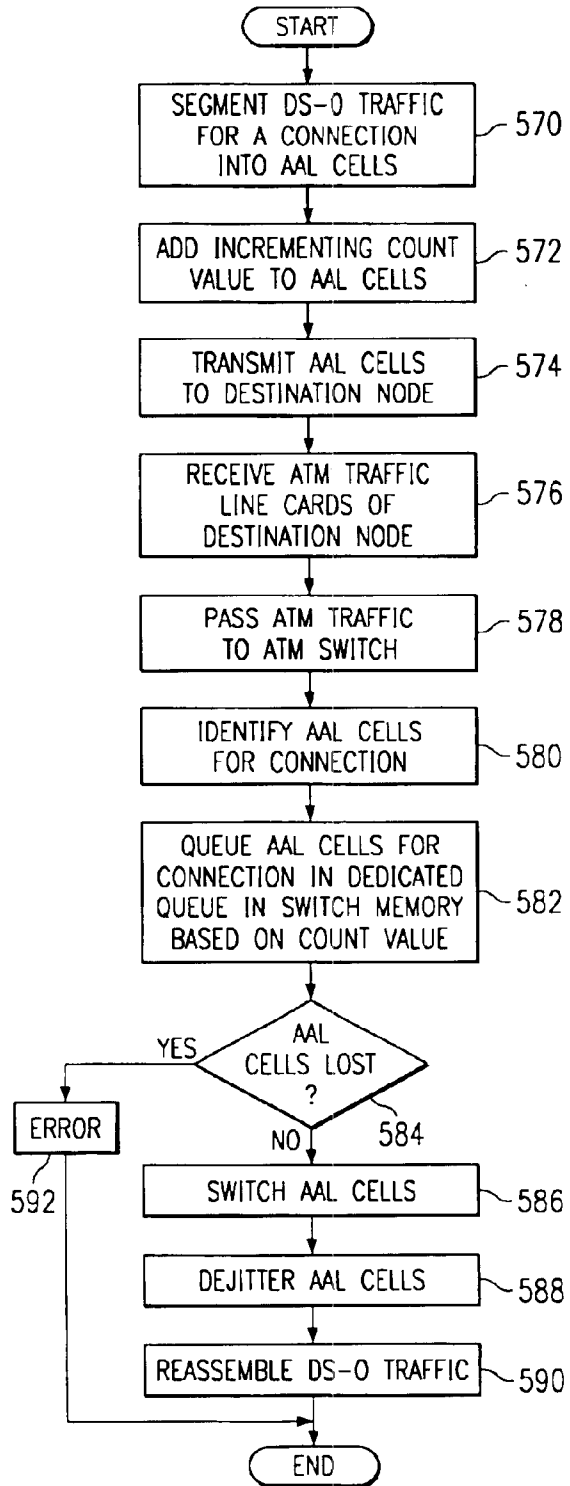 START
SEGMENT DS-0 TRAFFIC
FOR A CONNECTION
INTO AAL CELLS
570
ADD INCREMENTING COUNT
VALUE TO AAL CELLS
572
TRANSMIT AAL CELLS
TO DESTINATION NODE
574
RECEIVE ATM TRAFFIC
LINE CARDS OF
DESTINATION NODE
576
PASS ATM TRAFFIC
TO ATM SWITCH
578
IDENTIFY AAL CELLS
FOR CONNECTION
580
QUEUE AAL CELLS FOR
CONNECTION IN DEDICATED
QUEUE IN SWITCH MEMORY
BASED ON COUNT VALUE
582
AAL
CELLS LOST
?
584
YES
ERROR
592
NO
SWITCH AAL CELLS
586
DEJITTER AAL CELLS
588
REASSEMBLE DS-0 TRAFFIC
590
END